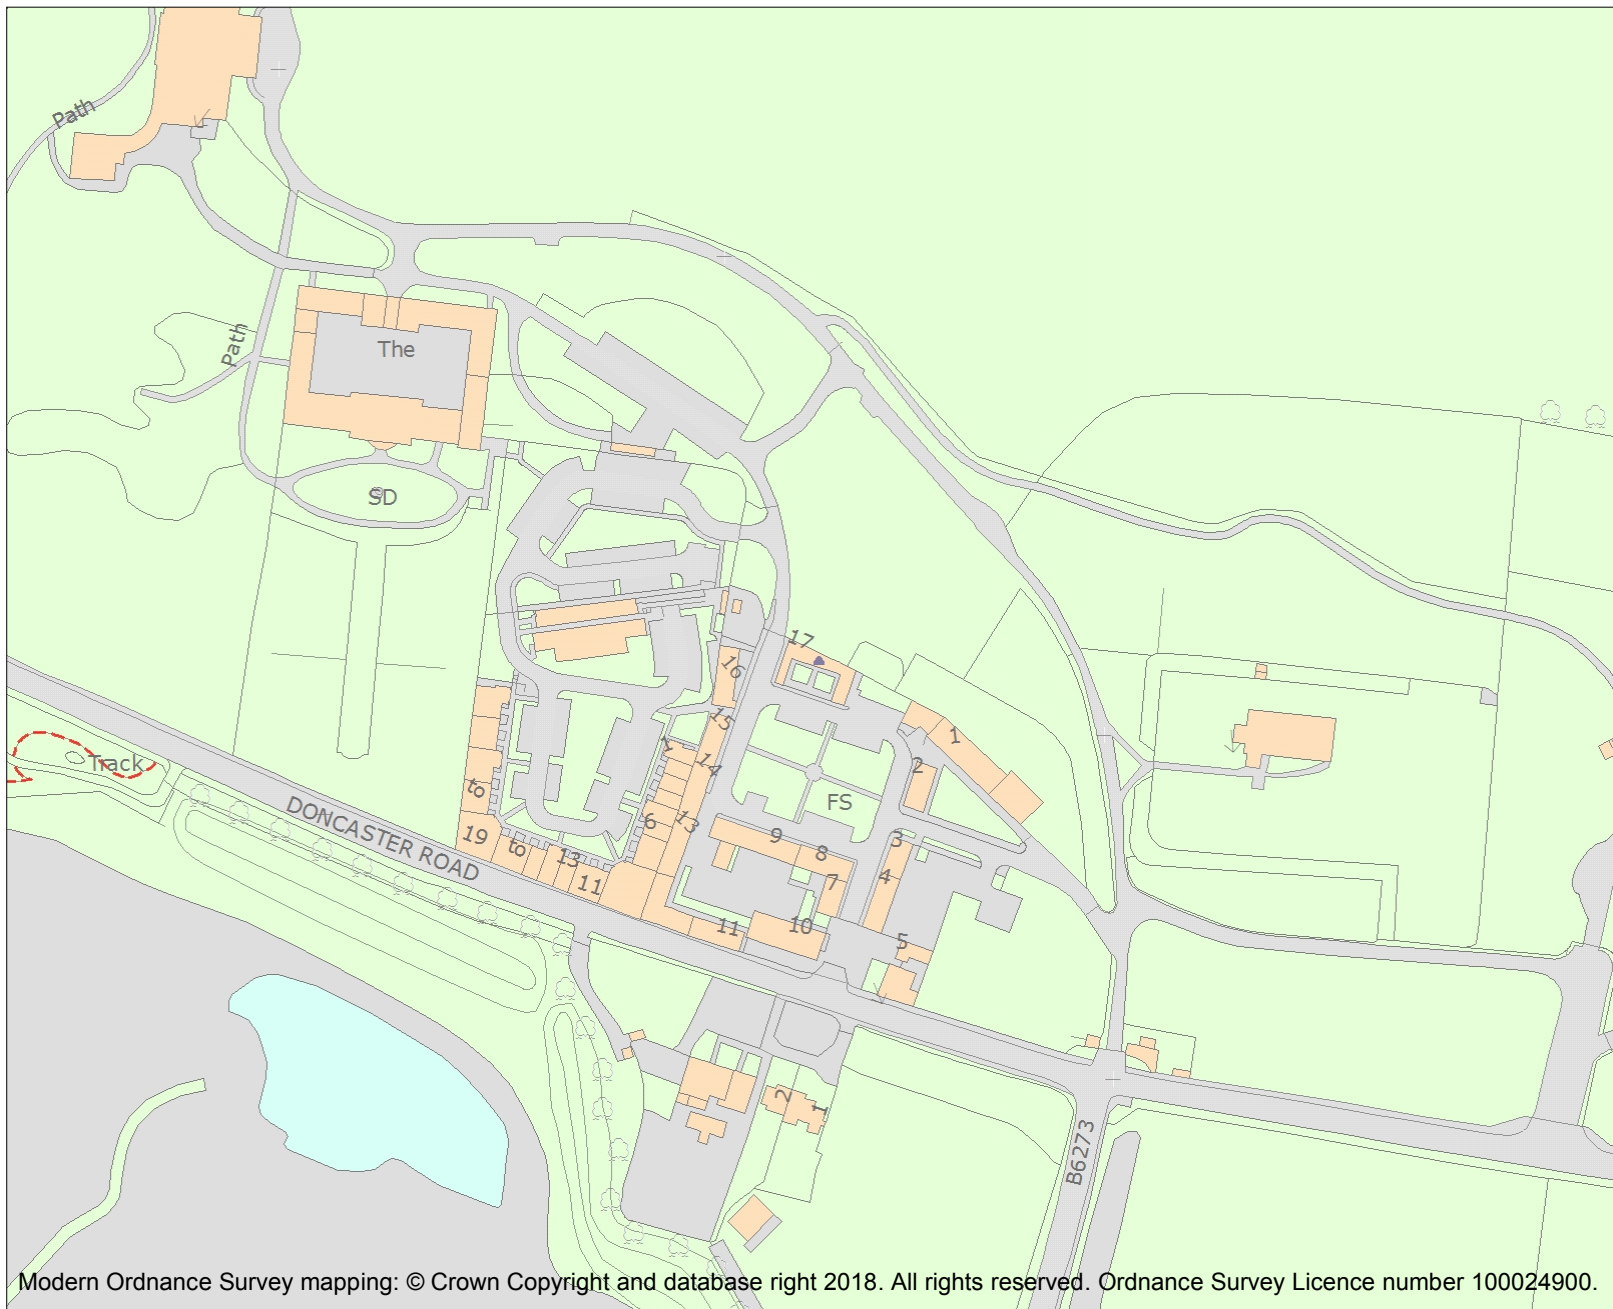 Path
Path
The
SD
17
16
15
1
14
2
Track
to
FS
DONCASTER ROAD
19
to
13
11
6
13
9
8
7
3
4
11
10
5
2
1
B6273
Modern Ordnance Survey mapping: © Crown Copyright and database right 2018. All rights reserved. Ordnance Survey Licence number 100024900.